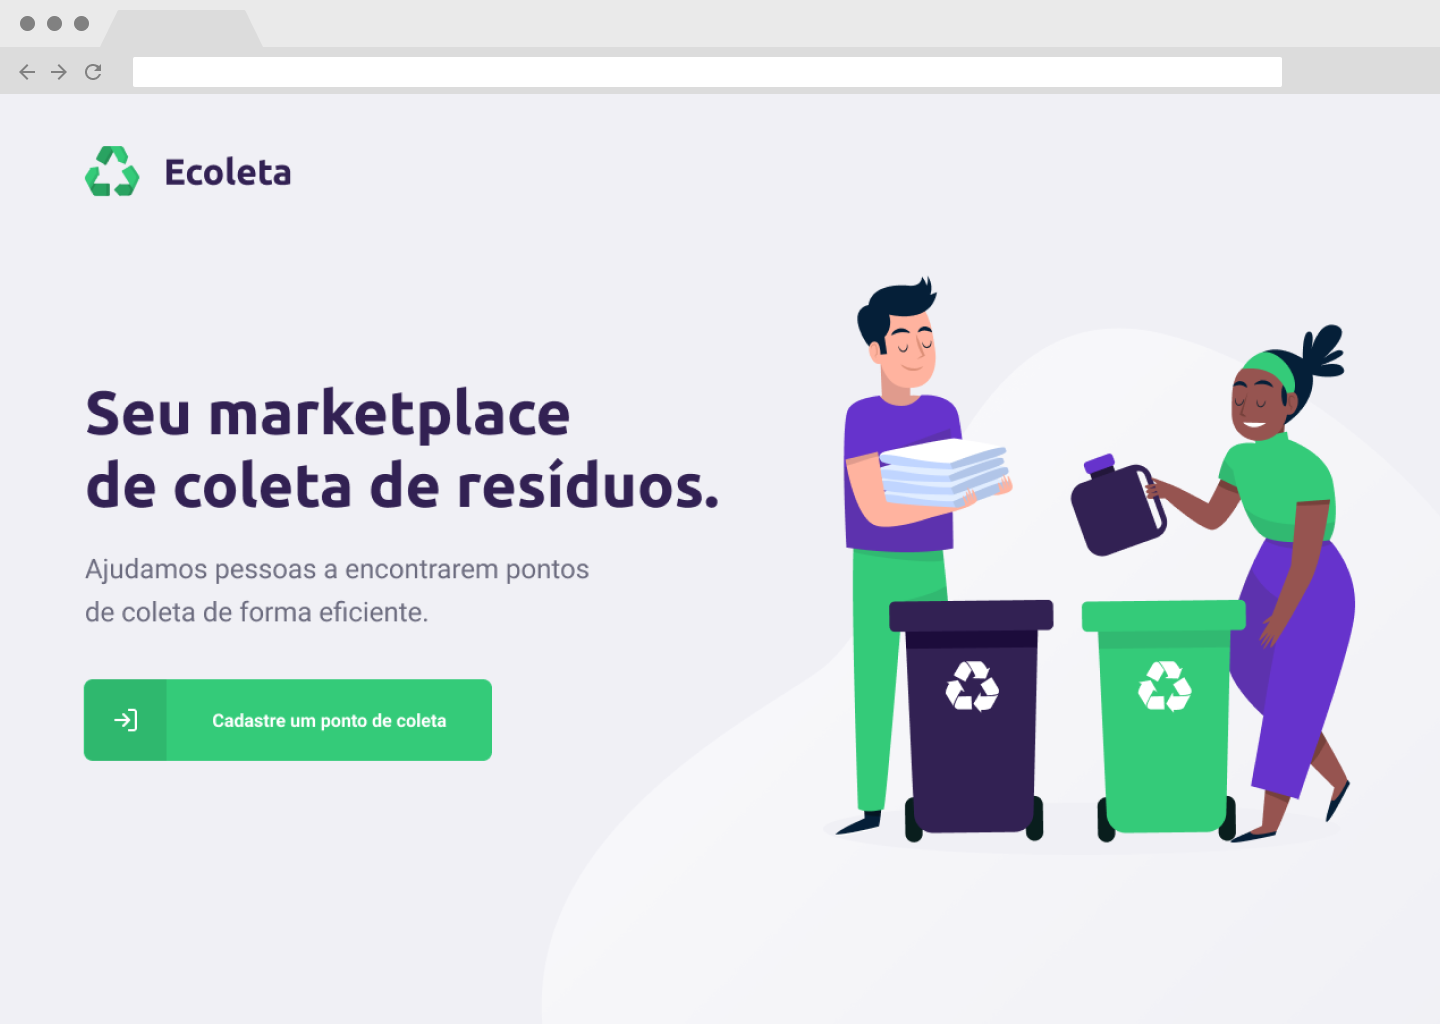 Ecoleta
Seu marketplace
de coleta de resíduos.
Ajudamos pessoas a encontrarem pontos
de coleta de forma eficiente.
Cadastre um ponto de coleta